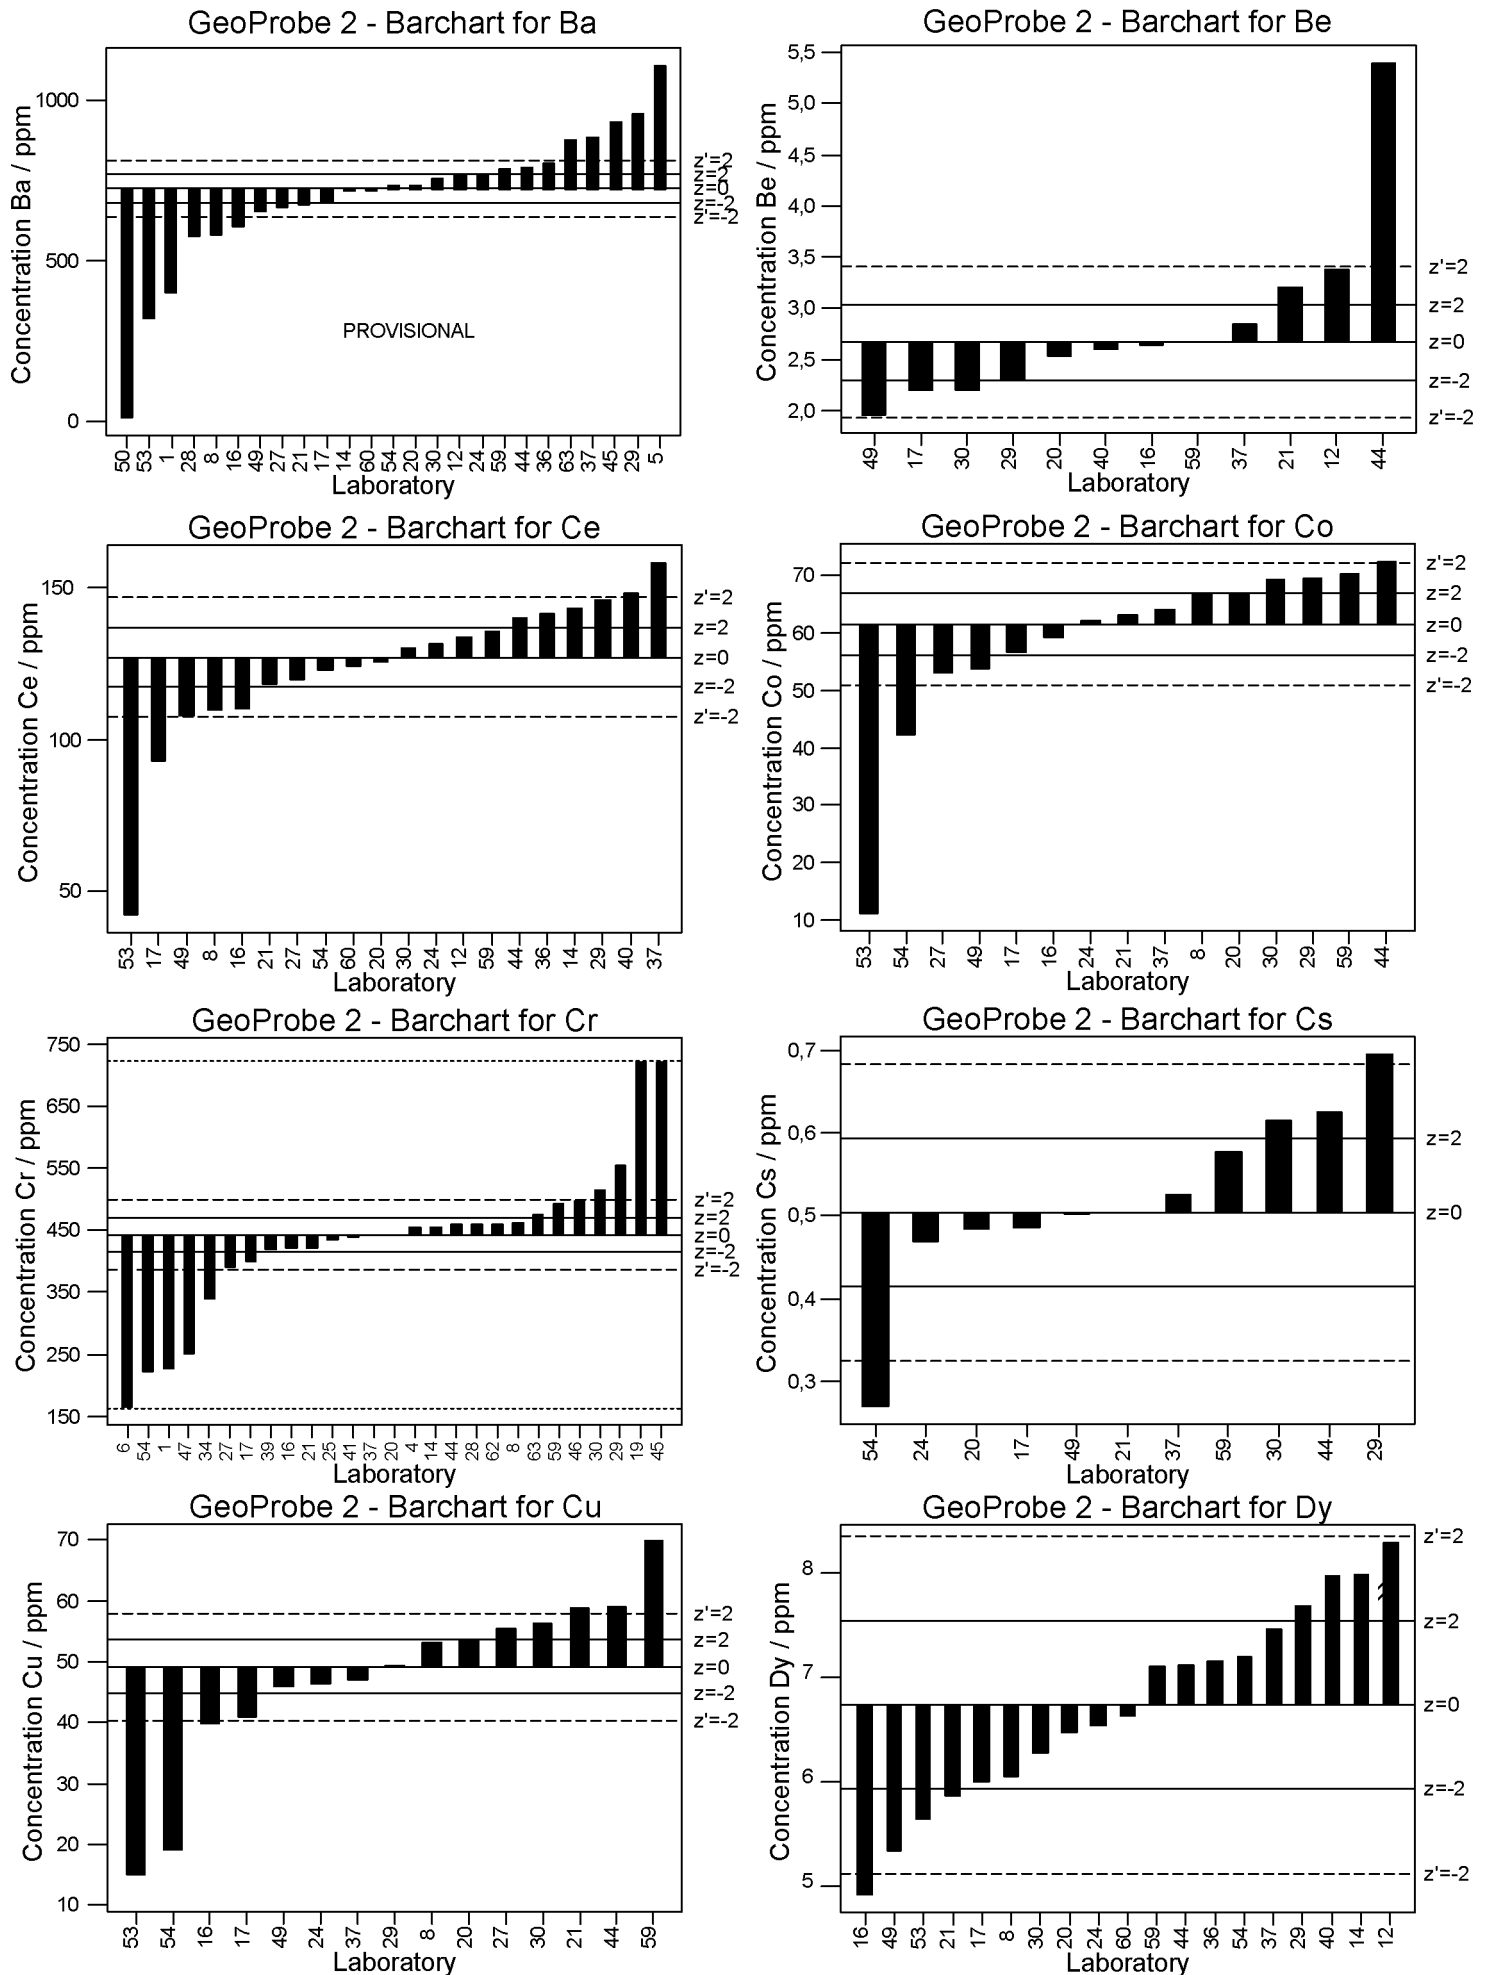 GeoProbe 2 - Barchart for Ba
Concentration Ba / ppm
1000
500
0
z'=2
z=2
z=0
z=-2
z'=-2
PROVISIONAL
50 53 1 28 8 16 49 27 21 17 14 60 54 20 30 12 24 59 44 36 63 37 45 29 5
Laboratory
GeoProbe 2 - Barchart for Be
Concentration Be / ppm
5,5
5,0
4,5
4,0
3,5
3,0
2,5
2,0
z'=2
z=2
z=0
z=-2
z'=-2
49 17 30 29 20 40 16 59 37 21 12 44
Laboratory
GeoProbe 2 - Barchart for Ce
Concentration Ce / ppm
150
100
50
z'=2
z=2
z=0
z=-2
z'=-2
53 17 49 8 16 21 27 54 60 20 30 24 12 59 44 36 14 29 40 37
Laboratory
GeoProbe 2 - Barchart for Co
Concentration Co / ppm
70
60
50
40
30
20
10
z'=2
z=2
z=0
z=-2
z'=-2
53 54 27 49 17 16 24 21 37 8 20 30 29 59 44
Laboratory
GeoProbe 2 - Barchart for Cr
Concentration Cr / ppm
750
650
550
450
350
250
150
z'=2
z=2
z=0
z=-2
z'=-2
6 54 1 47 34 27 17 39 16 21 25 41 37 20 4 14 44 28 62 8 63 59 46 30 29 19 45
Laboratory
GeoProbe 2 - Barchart for Cs
Concentration Cs / ppm
0,7
0,6
0,5
0,4
0,3
z=2
z=0
54 24 20 17 49 21 37 59 30 44 29
Laboratory
GeoProbe 2 - Barchart for Cu
Concentration Cu / ppm
70
60
50
40
30
20
10
z'=2
z=2
z=0
z=-2
z'=-2
53 54 16 17 49 24 37 29 8 20 27 30 21 44 59
Laboratory
GeoProbe 2 - Barchart for Dy
Concentration Dy / ppm
8
7
6
5
z'=2
z=2
z=0
z=-2
z'=-2
16 49 53 21 17 8 30 20 24 60 59 44 36 54 37 29 40 14 12
Laboratory